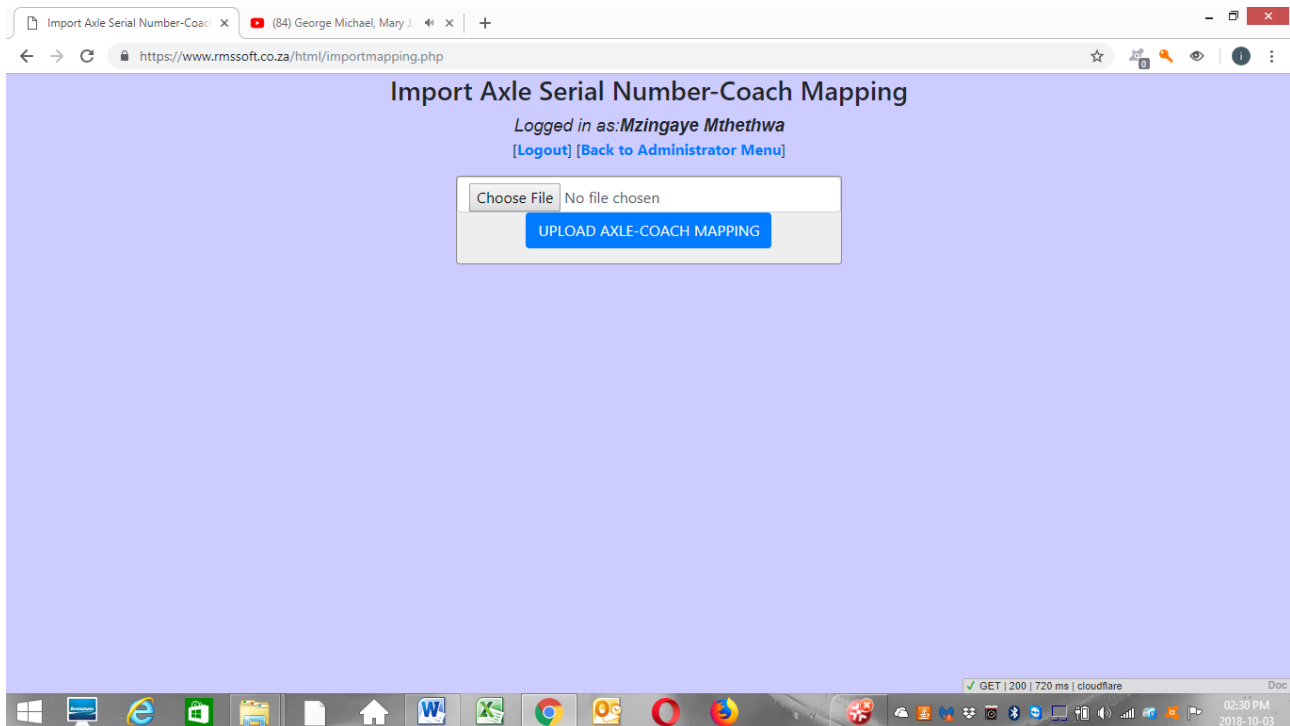 Import Axle Serial Number-Coac
(84) George Michael, Mary J.
https://www.rmssoft.co.za/html/importmapping.php
0
i
Import Axle Serial Number-Coach Mapping
Logged in as:Mzingaye Mthethwa
[Logout] [Back to Administrator Menu]
Choose File No file chosen
UPLOAD AXLE-COACH MAPPING
✓ GET | 200 | 720 ms | cloudflare Doc
lenovo
02:30 PM
2018-10-03